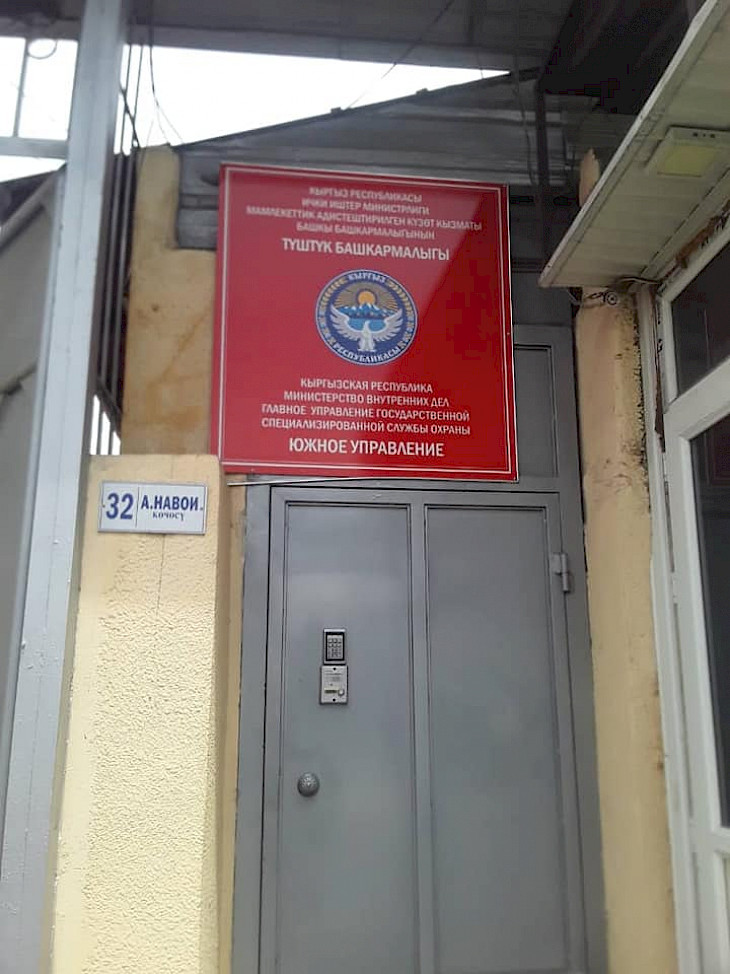 КЫРГЫЗ РЕСПУБЛИКАСЫ
ИЧКИ ИШТЕР МИНИСТРЛИГИ
МАМЛЕКЕТТИК АДИСТЕШТИРИЛГЕН КҮЗӨТ КЫЗМАТЫ
БАШКЫ БАШКАРМАЛЫГЫНЫН
ТҮШТҮК БАШКАРМАЛЫГЫ
КЫРГЫЗ
РЕСПУБЛИКАСЫ
КЫРГЫЗСКАЯ РЕСПУБЛИКА
МИНИСТЕРСТВО ВНУТРЕННИХ ДЕЛ
ГЛАВНОЕ УПРАВЛЕНИЕ ГОСУДАРСТВЕННОЙ
СПЕЦИАЛИЗИРОВАННОЙ СЛУЖБЫ ОХРАНЫ
ЮЖНОЕ УПРАВЛЕНИЕ
32 А.НАВОИ
көчөсү